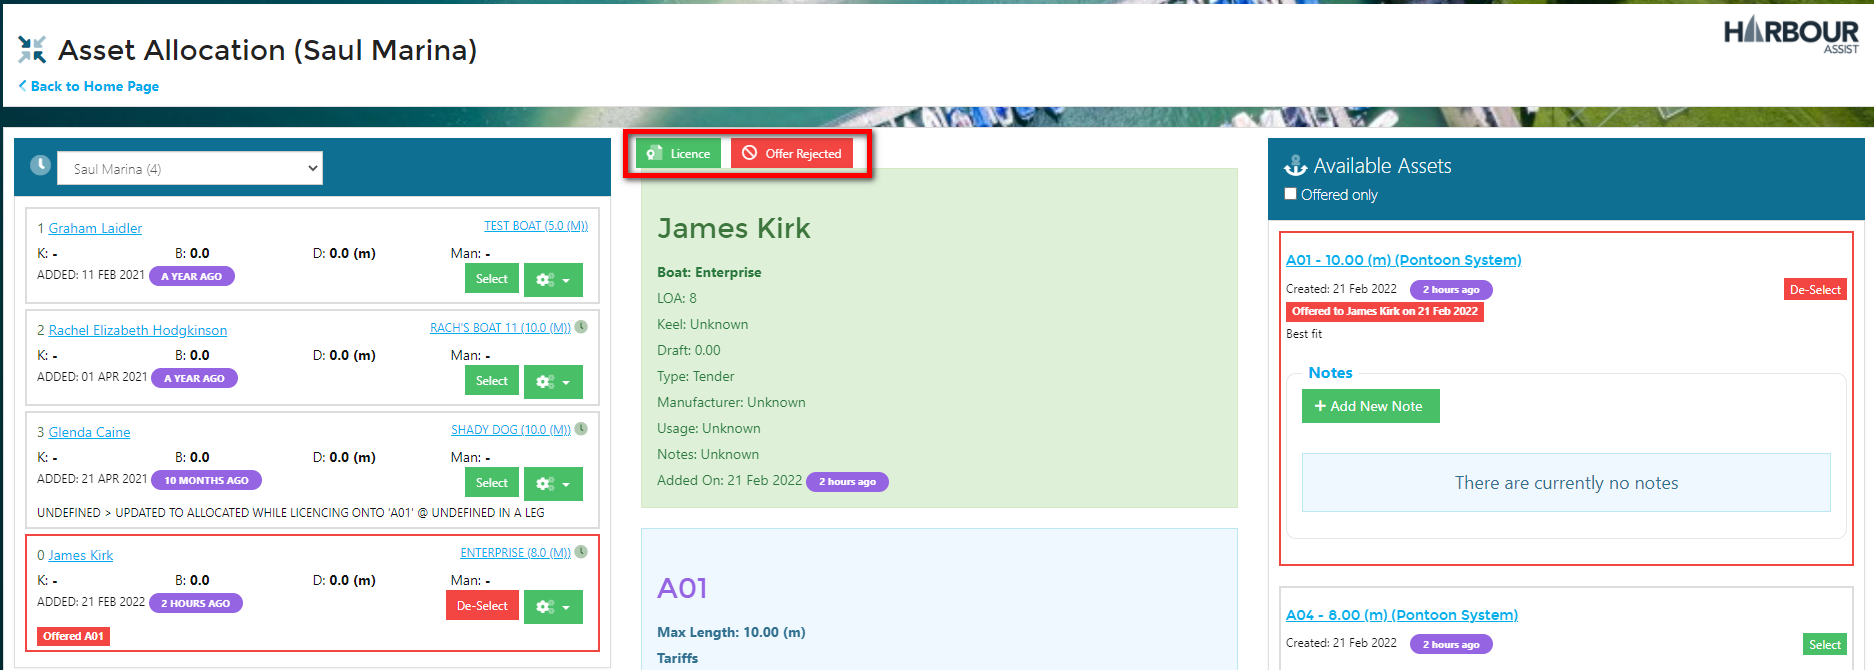 Asset Allocation (Saul Marina)
Back to Home Page
HARBOUR
ASSIST
Saul Marina (4)
1 Graham Laidler
TEST BOAT (5.0 (M))
K: - B: 0.0 D: 0.0 (m) Man: -
ADDED: 11 FEB 2021 A YEAR AGO
Select
2 Rachel Elizabeth Hodgkinson
RACH'S BOAT 11 (10.0 (M))
K: - B: 0.0 D: 0.0 (m) Man: -
ADDED: 01 APR 2021 A YEAR AGO
Select
3 Glenda Caine
SHADY DOG (10.0 (M))
K: - B: 0.0 D: 0.0 (m) Man: -
ADDED: 21 APR 2021 10 MONTHS AGO
Select
UNDEFINED > UPDATED TO ALLOCATED WHILE LICENCING ONTO 'A01' @ UNDEFINED IN A LEG
0 James Kirk
ENTERPRISE (8.0 (M))
K: - B: 0.0 D: 0.0 (m) Man: -
ADDED: 21 FEB 2022 2 HOURS AGO
De-Select
Offered A01
Licence
Offer Rejected
James Kirk
Boat: Enterprise
LOA: 8
Keel: Unknown
Draft: 0.00
Type: Tender
Manufacturer: Unknown
Usage: Unknown
Notes: Unknown
Added On: 21 Feb 2022 2 hours ago
A01
Max Length: 10.00 (m)
Tariffs
Available Assets
Offered only
A01 - 10.00 (m) (Pontoon System)
Created: 21 Feb 2022 2 hours ago
De-Select
Offered to James Kirk on 21 Feb 2022
Best fit
Notes
+ Add New Note
There are currently no notes
A04 - 8.00 (m) (Pontoon System)
Created: 21 Feb 2022 2 hours ago
Select